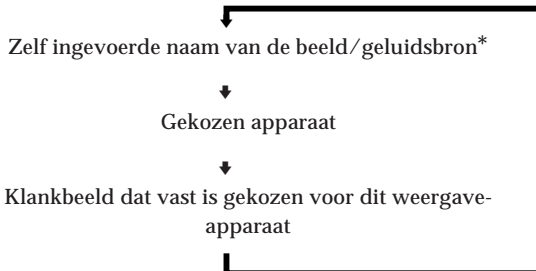 Zelf ingevoerde naam van de beeld/geluidsbron*
Gekozen apparaat
Klankbeeld dat vast is gekozen voor dit weergave-
apparaat